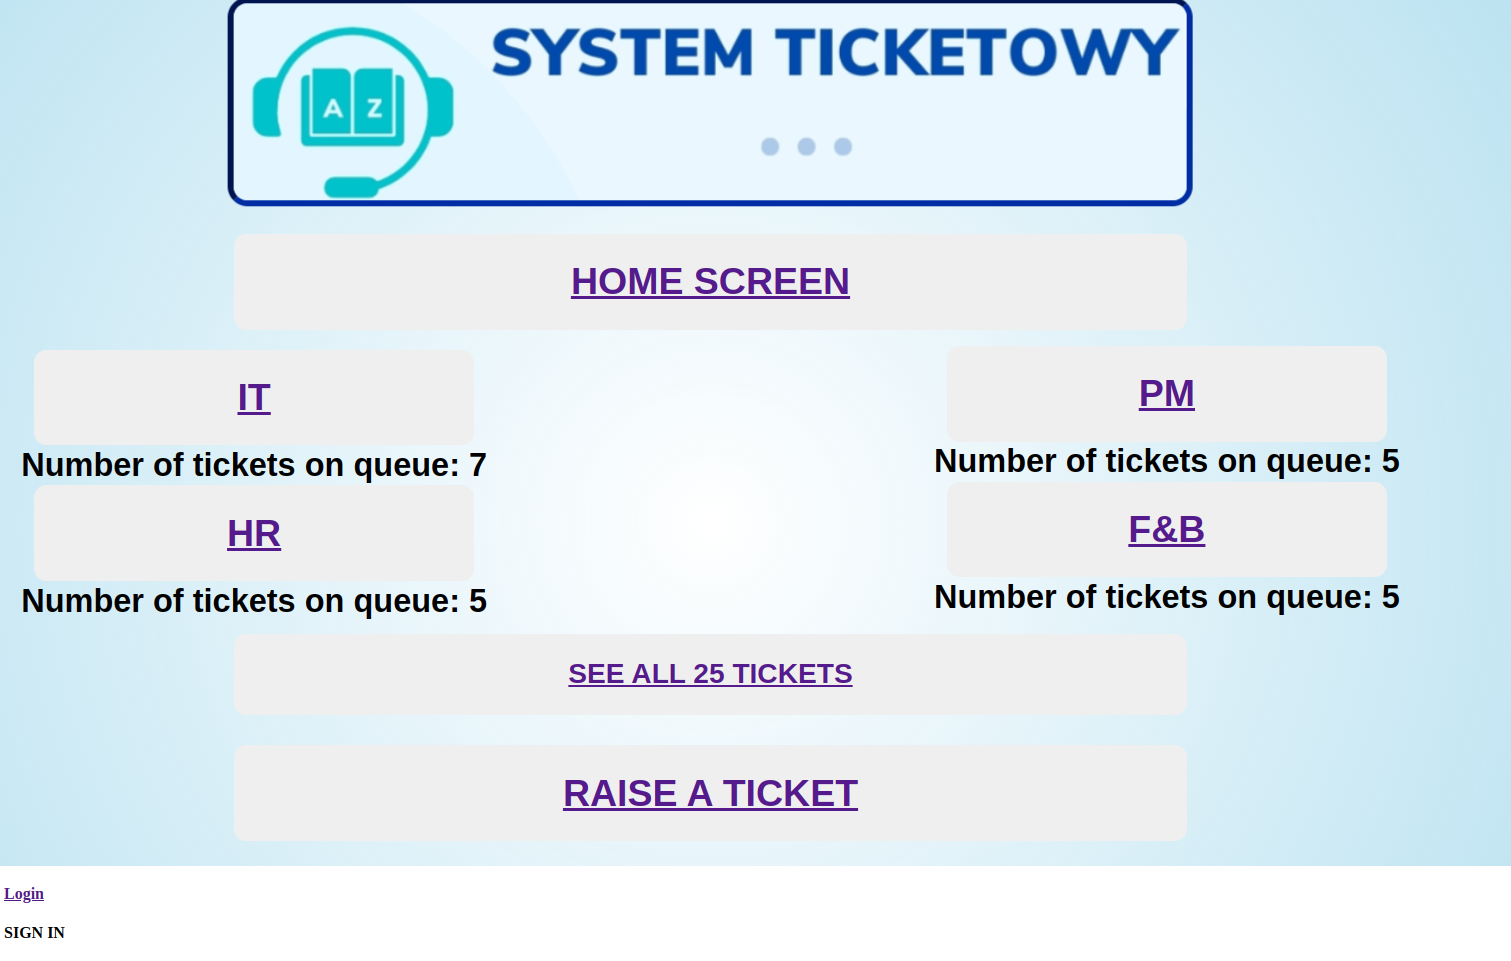 SYSTEM TICKETOWY
A Z
HOME SCREEN
IT
Number of tickets on queue: 7
PM
Number of tickets on queue: 5
HR
Number of tickets on queue: 5
F&B
Number of tickets on queue: 5
SEE ALL 25 TICKETS
RAISE A TICKET
Login
SIGN IN